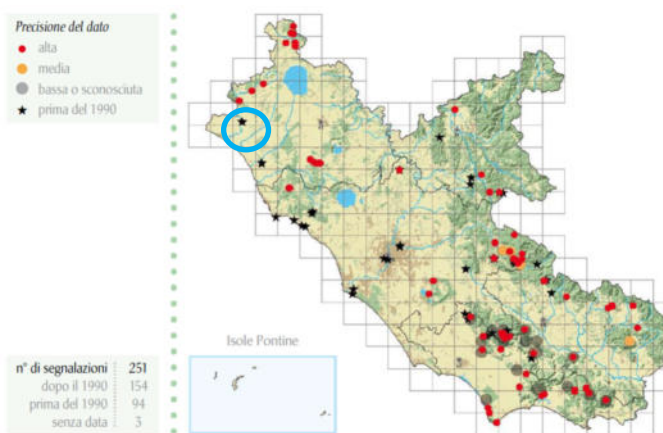 Precisione del dato
alta
media
bassa o sconosciuta
prima del 1990
Isole Pontine
n° di segnalazioni 251
dopo il 1990 154
prima del 1990 94
senza data 3